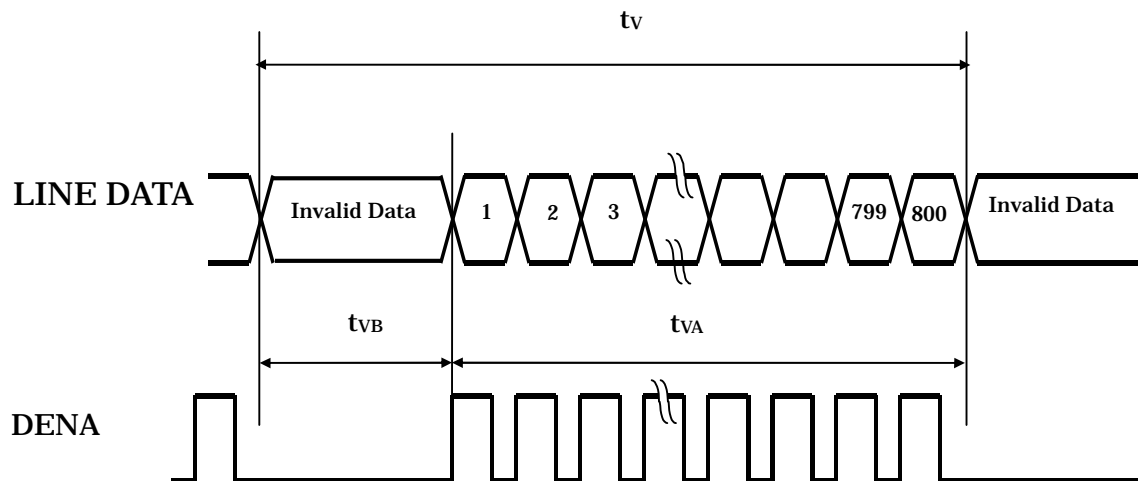 tV
LINE DATA
Invalid Data
1
2
3
799
800
Invalid Data
tVB
tVA
DENA